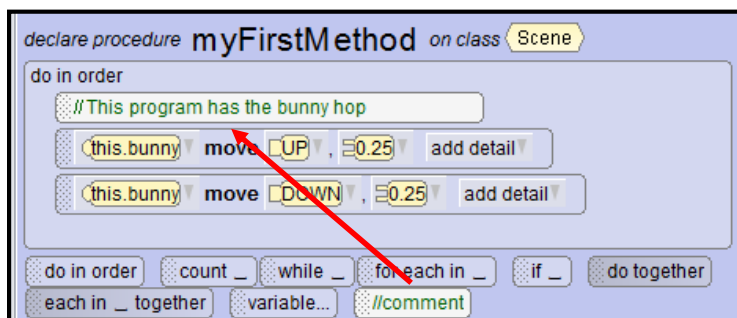 declare procedure myFirstMethod on class Scene
do in order
//This program has the bunny hop
this.bunny move UP , 0.25 add detail
this.bunny move DOWN , 0.25 add detail
do in order count _ while _ for each in _ if _ do together
each in _ together variable... //comment